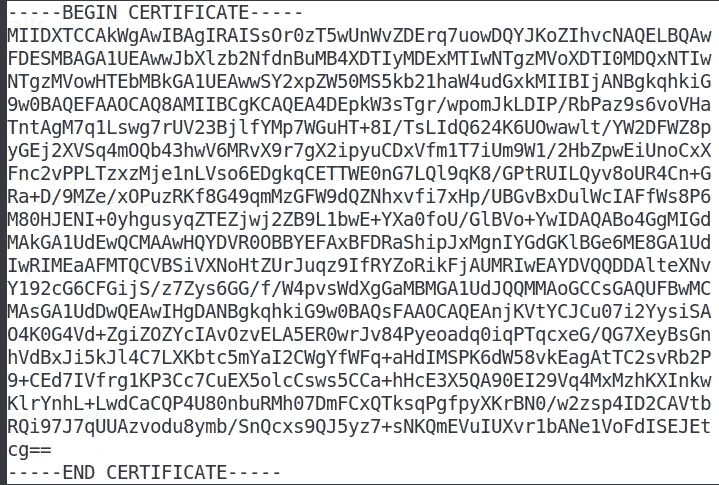 -----BEGIN CERTIFICATE-----
MIIDXTCCAkWgAwIBAgIRAISsOr0zT5wUnWvZDErq7uowDQYJKoZIhvcNAQELBQAw
FDESMBAGA1UEAwwJbXlzb2NfdnBuMB4XDTIyMDExMTIwNTgzMVoXDTI0MDQxNTIw
NTgzMVowHTEbMBkGA1UEAwwSY2xpZW50MS5kb21haW4udGxkMIIBIjANBgkqhkiG
9w0BAQEFAAOCAQ8AMIIBCgKCAQEA4DEpkW3sTgr/wpomJkLDIP/RbPaz9s6voVHa
TntAgM7q1Lswg7rUV23BjlfYMp7WGuHT+8I/TsLIdQ624K6UOwawlt/YW2DFWZ8p
yGEj2XVSq4mOQb43hwV6MRvX9r7gX2ipyuCDxVfm1T7iUm9W1/2HbZpwEiUnoCxX
Fnc2vPPLTzxzMje1nLVso6EDgkqCETTWE0nG7LQl9qK8/GPtRUILQyv8oUR4Cn+G
Ra+D/9MZe/xOPuzRKf8G49qmMzGFW9dQZNhxvfi7xHp/UBGvBxDulWcIAFfWs8P6
M80HJENI+0yhgusyqZTEZjwj2ZB9L1bwE+YXa0foU/GlBVo+YwIDAQABo4GgMIGd
MAkGA1UdEwQCMAAwHQYDVR0OBBYEFAxBFDRaShipJxMgnIYGdGKlBGe6ME8GA1Ud
IwRIMEaAFMTQCVBSiVXNoHtZUrJuqz9IfRYZoRikFjAUMRIwEAYDVQQDDAlteXNv
Y192cG6CFGijS/z7Zys6GG/f/W4pvsWdXgGaMBMGA1UdJQQMMAoGCCsGAQUFBwMC
MAsGA1UdDwQEAwIHgDANBgkqhkiG9w0BAQsFAAOCAQEAnjKVtYCJCu07i2YysiSA
O4K0G4Vd+ZgiZOZYcIAvOzvELA5ER0wrJv84Pyeoadq0iqPTqcxeG/QG7XeyBsGn
hVdBxJi5kJl4C7LXKbtc5mYaI2CWgYfWFq+aHdIMSPK6dW58vkEagAtTC2svRb2P
9+CEd7IVfrg1KP3Cc7CuEX5olcCsws5CCa+hHcE3X5QA90EI29Vq4MxMzhKXInkw
KlrYnhL+LwdCaCQP4U80nbuRMh07DmFCxQTksqPgfpyXKrBN0/w2zsp4ID2CAVtb
RQi97J7qUUAzvodu8ymb/SnQcxs9QJ5yz7+sNKQmEVuIUXvr1bANe1VoFdISEJEt
cg==
-----END CERTIFICATE-----